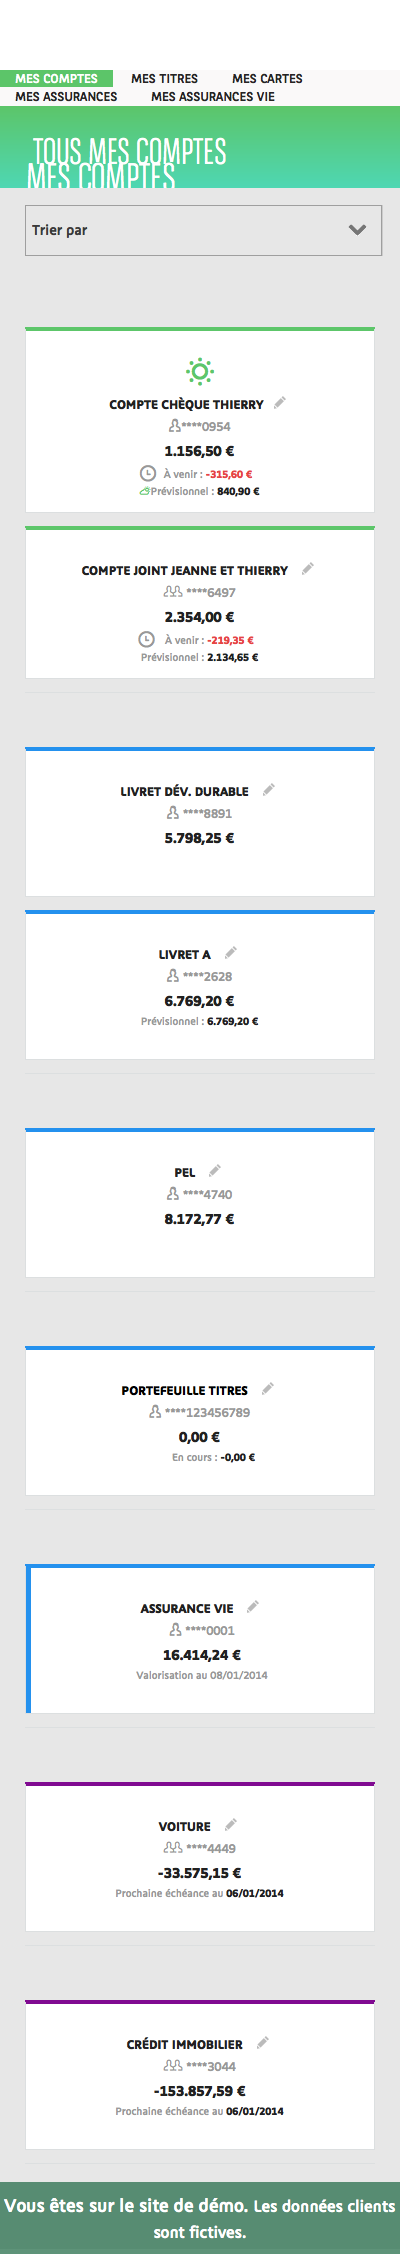 MES COMPTES MES TITRES MES CARTES
MES ASSURANCES MES ASSURANCES VIE
TOUS MES COMPTES
MES COMPTES
Trier par
COMPTE CHÈQUE THIERRY
****0954
1.156,50 €
À venir : -315,60 €
Prévisionnel : 840,90 €
COMPTE JOINT JEANNE ET THIERRY
****6497
2.354,00 €
À venir : -219,35 €
Prévisionnel : 2.134,65 €
LIVRET DÉV. DURABLE
****8891
5.798,25 €
LIVRET A
****2628
6.769,20 €
Prévisionnel : 6.769,20 €
PEL
****4740
8.172,77 €
PORTEFEUILLE TITRES
****123456789
0,00 €
En cours : -0,00 €
ASSURANCE VIE
****0001
16.414,24 €
Valorisation au 08/01/2014
VOITURE
****4449
-33.575,15 €
Prochaine échéance au 06/01/2014
CRÉDIT IMMOBILIER
****3044
-153.857,59 €
Prochaine échéance au 06/01/2014
Vous êtes sur le site de démo. Les données clients
sont fictives.